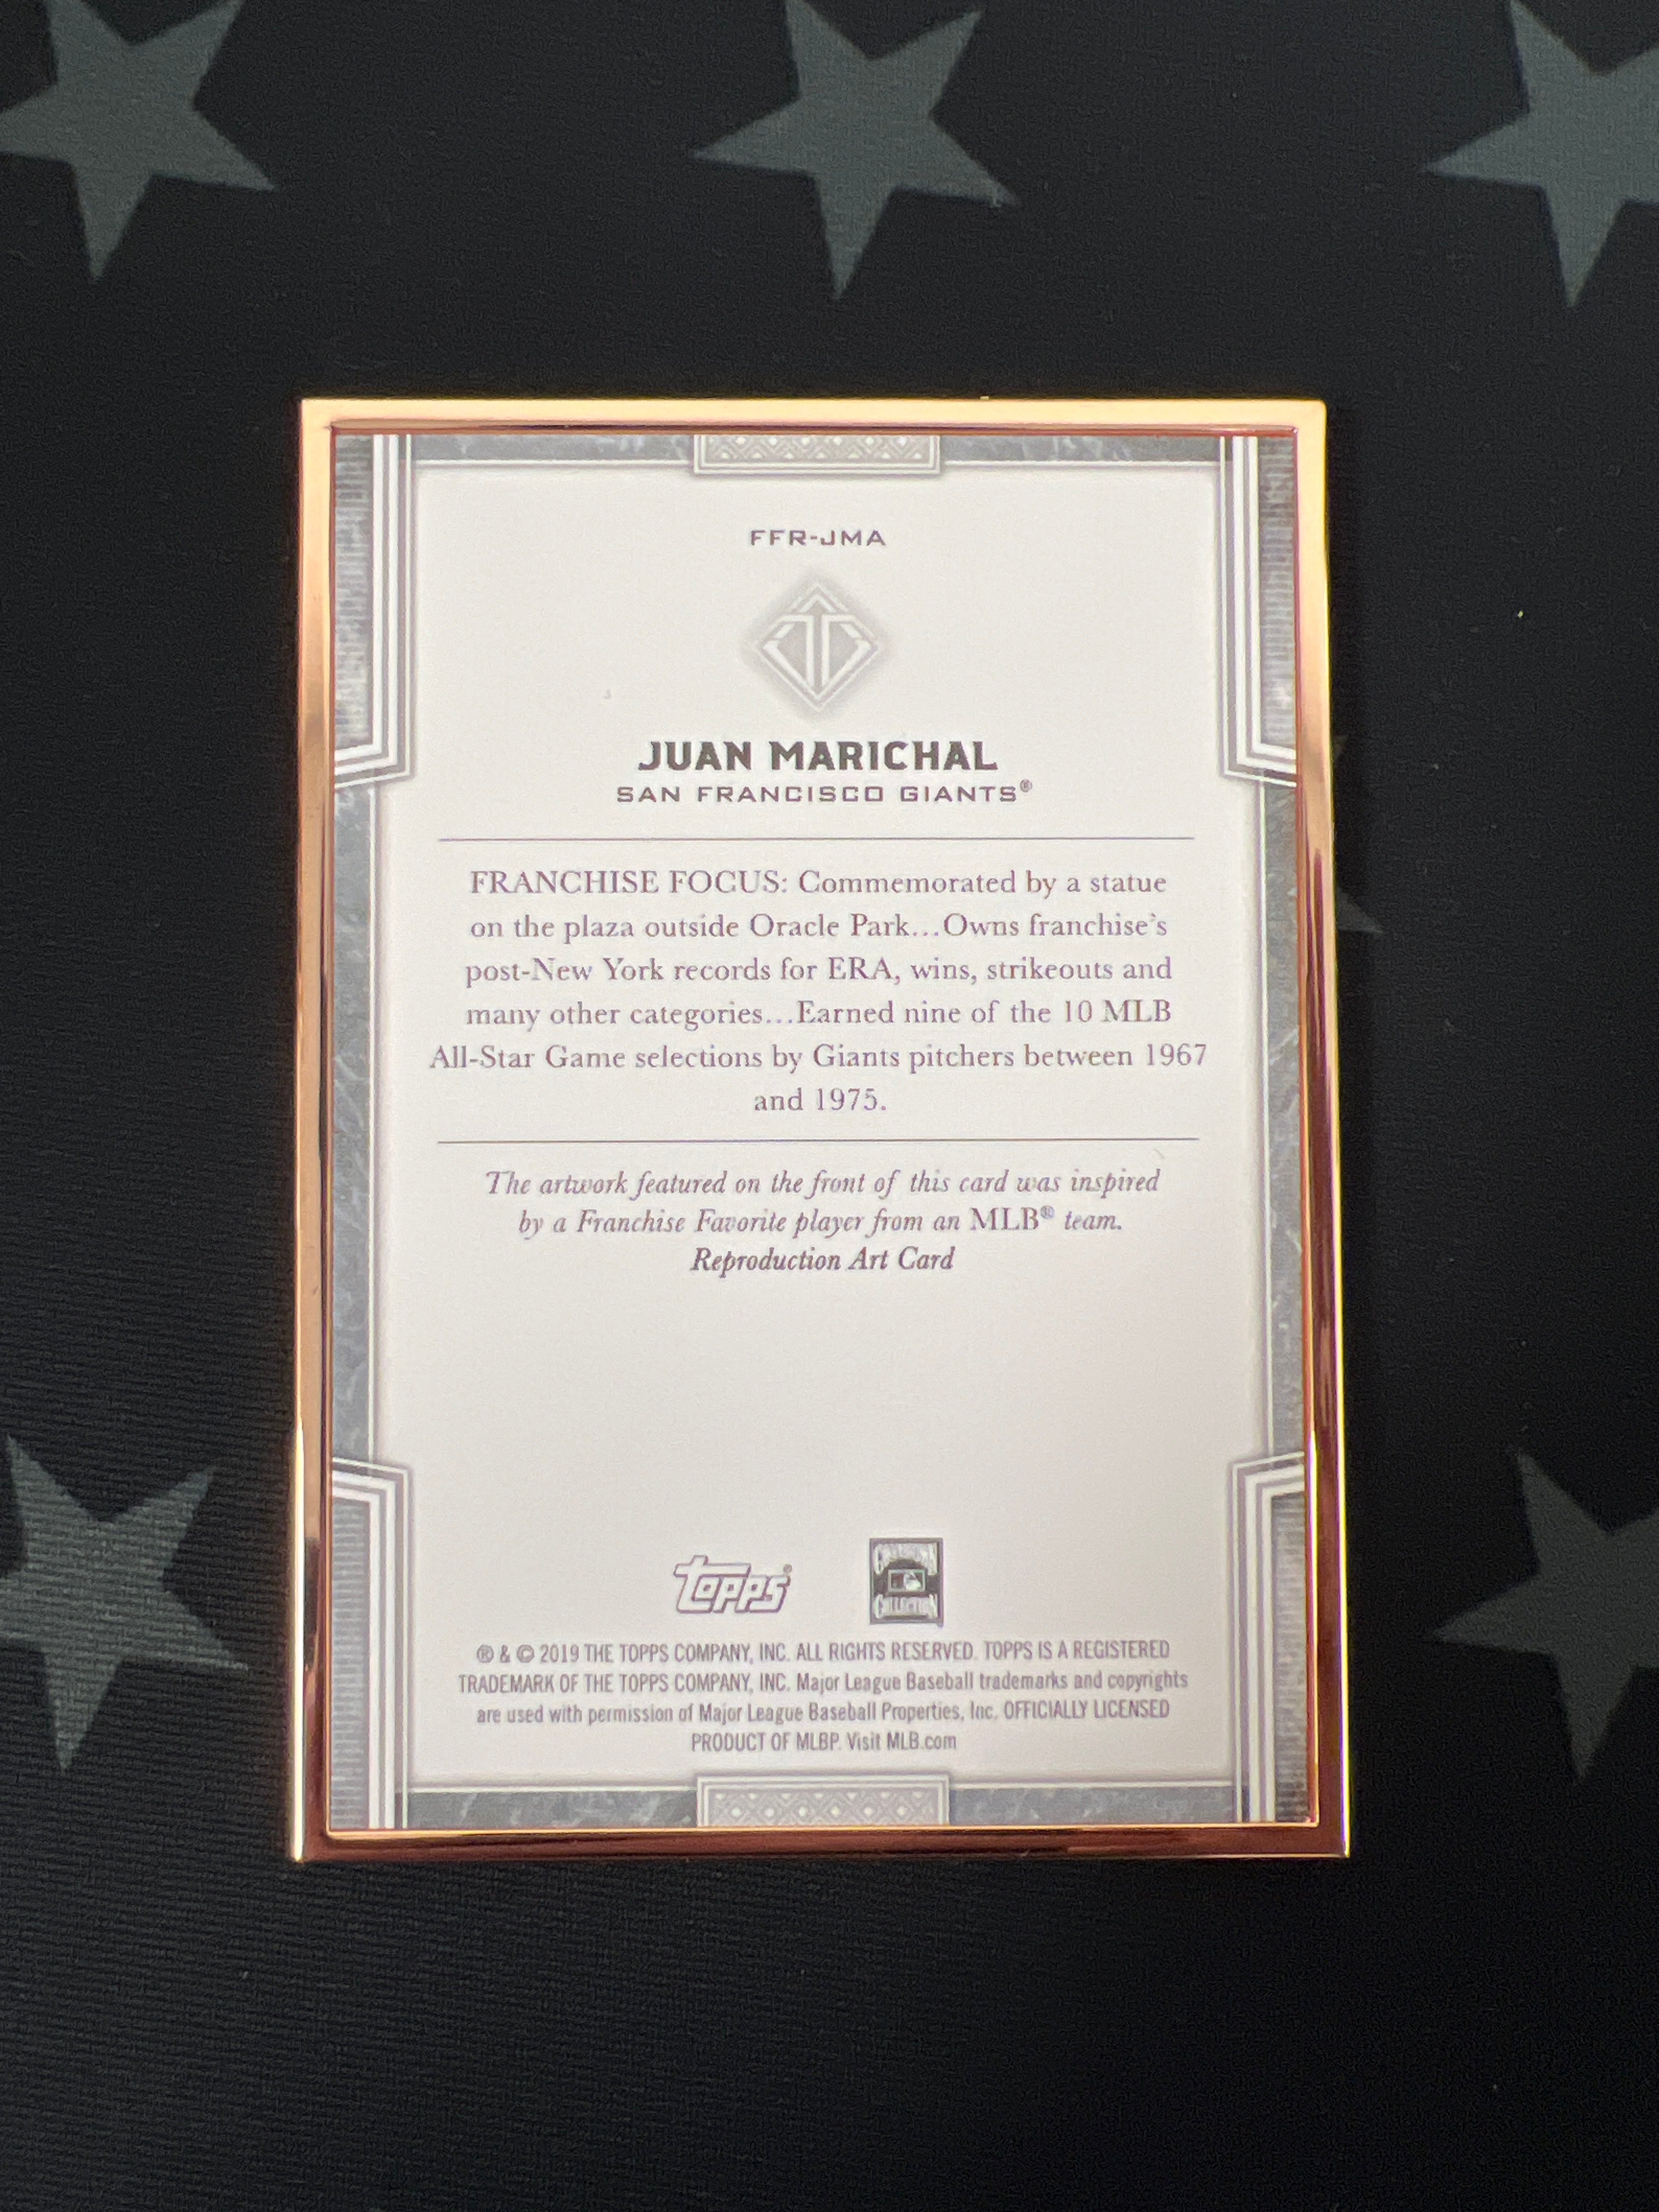 FFR-JMA
JUAN MARICHAL
SAN FRANCISCO GIANTS®
FRANCHISE FOCUS: Commemorated by a statue
on the plaza outside Oracle Park...Owns franchise's
post-New York records for ERA, wins, strikeouts and
many other categories...Earned nine of the 10 MLB
All-Star Game selections by Giants pitchers between 1967
and 1975.
The artwork featured on the front of this card was inspired
by a Franchise Favorite player from an MLB® team.
Reproduction Art Card
Topps®
COLLECTION
® & © 2019 THE TOPPS COMPANY, INC. ALL RIGHTS RESERVED. TOPPS IS A REGISTERED
TRADEMARK OF THE TOPPS COMPANY, INC. Major League Baseball trademarks and copyrights
are used with permission of Major League Baseball Properties, Inc. OFFICIALLY LICENSED
PRODUCT OF MLBP. Visit MLB.com